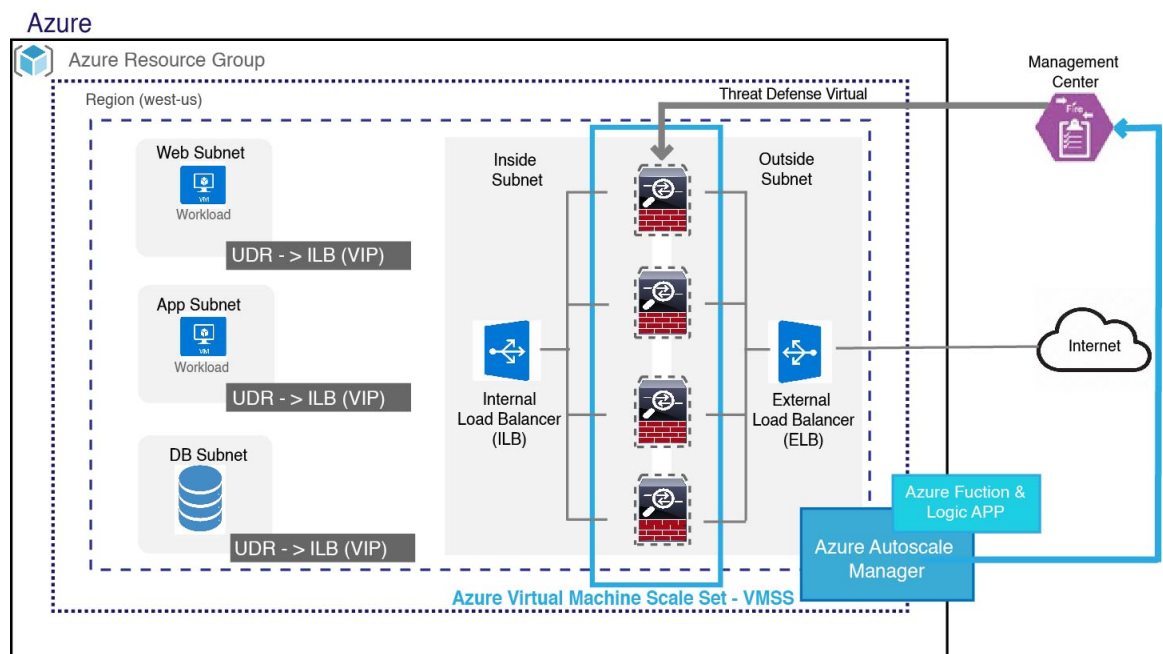 Azure
Azure Resource Group
Region (west-us)
Threat Defense Virtual
Management
Center
Fire
Web Subnet
VM
Workload
UDR - > ILB (VIP)
App Subnet
VM
Workload
UDR - > ILB (VIP)
DB Subnet
UDR - > ILB (VIP)
Inside
Subnet
Outside
Subnet
Internal
Load Balancer
(ILB)
External
Load Balancer
(ELB)
Internet
Azure Fuction &
Logic APP
Azure Autoscale
Manager
Azure Virtual Machine Scale Set - VMSS